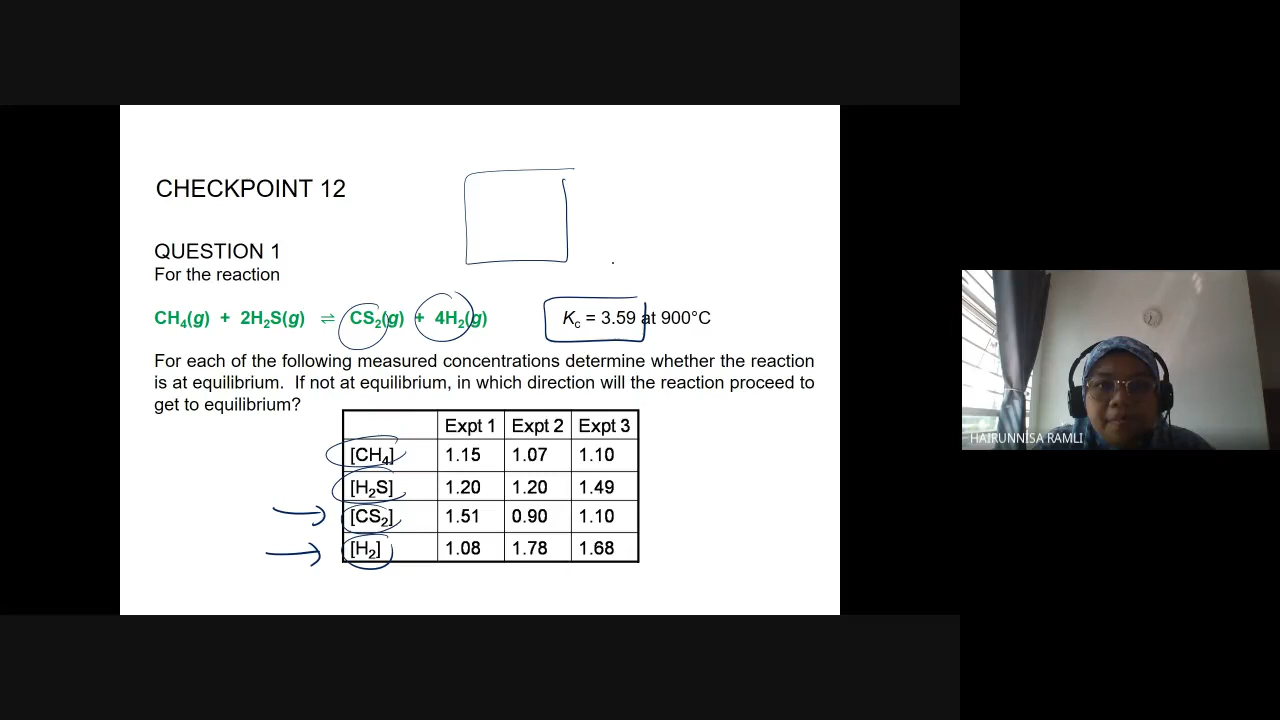 CHECKPOINT 12
QUESTION 1
For the reaction
CH₄(g) + 2H₂S(g) ⇌ CS₂(g) + 4H₂(g) Kc = 3.59 at 900°C
For each of the following measured concentrations determine whether the reaction
is at equilibrium. If not at equilibrium, in which direction will the reaction proceed to
get to equilibrium?
Expt 1 Expt 2 Expt 3
[CH₄] 1.15 1.07 1.10
[H₂S] 1.20 1.20 1.49
[CS₂] 1.51 0.90 1.10
[H₂] 1.08 1.78 1.68
HAIRUNNISA RAMLI